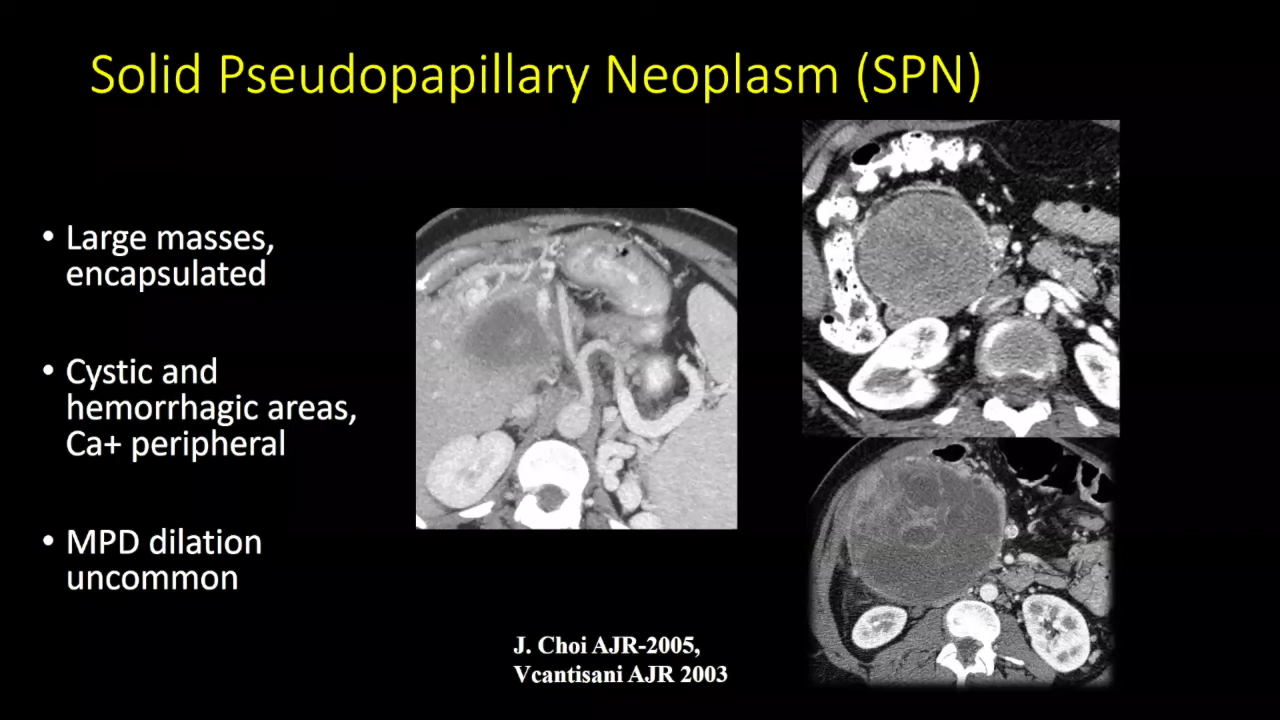 Solid Pseudopapillary Neoplasm (SPN)
• Large masses,
encapsulated
• Cystic and
hemorrhagic areas,
Ca+ peripheral
• MPD dilation
uncommon
J. Choi AJR-2005,
Vcantisani AJR 2003